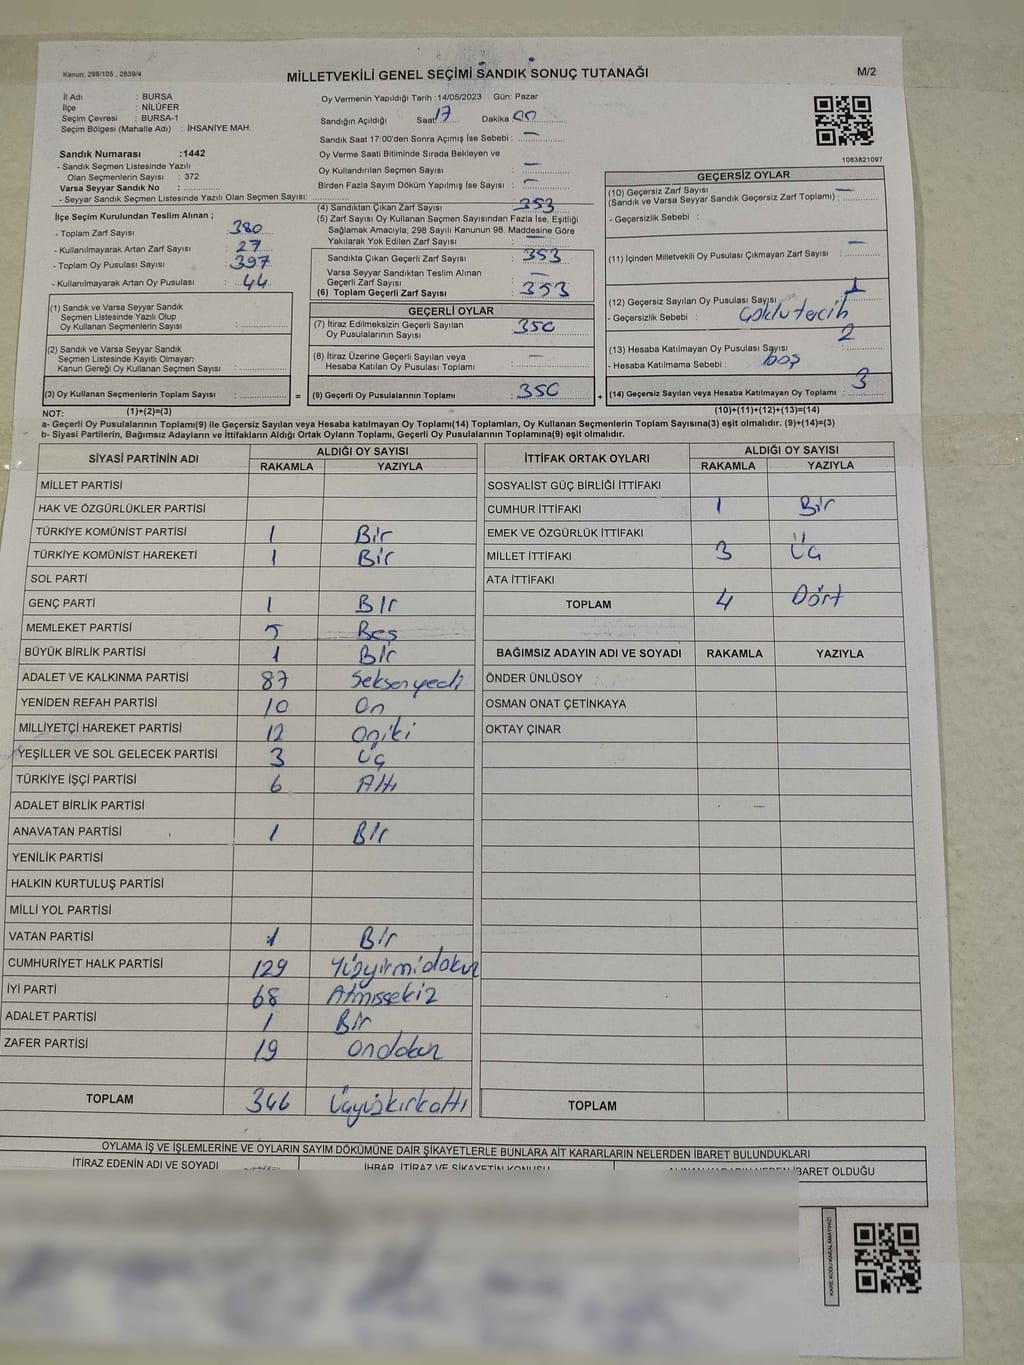 Kanun; 298/105 , 2839/4
MİLLETVEKİLİ GENEL SEÇİMİ SANDIK SONUÇ TUTANAĞI
M/2
İl Adı : BURSA
İlçe : NİLÜFER
Seçim Çevresi : BURSA-1
Seçim Bölgesi (Mahalle Adı) : İHSANİYE MAH.
Sandık Numarası :1442
- Sandık Seçmen Listesinde Yazılı
Olan Seçmenlerin Sayısı : 372
Varsa Seyyar Sandık No :
- Seyyar Sandık Seçmen Listesinde Yazılı Olan Seçmen Sayısı:
İlçe Seçim Kurulundan Teslim Alınan ;
- Toplam Zarf Sayısı : 380
- Kullanılmayarak Artan Zarf Sayısı : 27
- Toplam Oy Pusulası Sayısı : 397
- Kullanılmayarak Artan Oy Pusulası : 44
(1) Sandık ve Varsa Seyyar Sandık
Seçmen Listesinde Yazılı Olup
Oy Kullanan Seçmenlerin Sayısı :
(2) Sandık ve Varsa Seyyar Sandık
Seçmen Listesinde Kayıtlı Olmayan
Kanun Gereği Oy Kullanan Seçmen Sayısı :
(3) Oy Kullanan Seçmenlerin Toplam Sayısı : =
Oy Vermenin Yapıldığı Tarih :14/05/2023 Gün: Pazar
Sandığın Açıldığı Saat 17 Dakika 00
Sandık Saat 17:00'den Sonra Açımış İse Sebebi : —
Oy Verme Saati Bitiminde Sırada Bekleyen ve
Oy Kullandırılan Seçmen Sayısı : —
Birden Fazla Sayım Döküm Yapılmış İse Sayısı : —
(4) Sandıktan Çıkan Zarf Sayısı : 353
(5) Zarf Sayısı Oy Kullanan Seçmen Sayısından Fazla İse, Eşitliği
Sağlamak Amacıyla; 298 Sayılı Kanunun 98. Maddesine Göre
Yakılarak Yok Edilen Zarf Sayısı : —
Sandıkta Çıkan Geçerli Zarf Sayısı : 353
Varsa Seyyar Sandıktan Teslim Alınan
Geçerli Zarf Sayısı : —
(6) Toplam Geçerli Zarf Sayısı : 353
GEÇERLİ OYLAR
(7) İtiraz Edilmeksizin Geçerli Sayılan
Oy Pusulalarının Sayısı : 350
(8) İtiraz Üzerine Geçerli Sayılan veya
Hesaba Katılan Oy Pusulası Toplamı : —
(9) Geçerli Oy Pusulalarının Toplamı : 350 +
1083821097
GEÇERSİZ OYLAR
(10) Geçersiz Zarf Sayısı
(Sandık ve Varsa Seyyar Sandık Geçersiz Zarf Toplamı) : —
- Geçersizlik Sebebi :
(11) İçinden Milletvekili Oy Pusulası Çıkmayan Zarf Sayısı : —
(12) Geçersiz Sayılan Oy Pusulası Sayısı : 1
- Geçersizlik Sebebi : Çoklu tercih
(13) Hesaba Katılmayan Oy Pusulası Sayısı : 2
- Hesaba Katılmama Sebebi : boş
(14) Geçersiz Sayılan veya Hesaba Katılmayan Oy Toplamı : 3
NOT: (1)+(2)=(3) (10)+(11)+(12)+(13)=(14)
a- Geçerli Oy Pusulalarının Toplamı(9) ile Geçersiz Sayılan veya Hesaba katılmayan Oy Toplamı(14) Toplamları, Oy Kullanan Seçmenlerin Toplam Sayısına(3) eşit olmalıdır. (9)+(14)=(3)
b- Siyasi Partilerin, Bağımsız Adayların ve İttifakların Aldığı Ortak Oyların Toplamı, Geçerli Oy Pusulalarının Toplamına(9) eşit olmalıdır.
SİYASİ PARTİNİN ADI ALDIĞI OY SAYISI
RAKAMLA YAZIYLA
MİLLET PARTİSİ
HAK VE ÖZGÜRLÜKLER PARTİSİ
TÜRKİYE KOMÜNİST PARTİSİ 1 Bir
TÜRKİYE KOMÜNİST HAREKETİ 1 Bir
SOL PARTİ
GENÇ PARTİ 1 Bir
MEMLEKET PARTİSİ 5 Beş
BÜYÜK BİRLİK PARTİSİ 1 Bir
ADALET VE KALKINMA PARTİSİ 87 Seksenyedi
YENİDEN REFAH PARTİSİ 10 On
MİLLİYETÇİ HAREKET PARTİSİ 12 Oniki
YEŞİLLER VE SOL GELECEK PARTİSİ 3 Üç
TÜRKİYE İŞÇİ PARTİSİ 6 Altı
ADALET BİRLİK PARTİSİ
ANAVATAN PARTİSİ 1 Bir
YENİLİK PARTİSİ
HALKIN KURTULUŞ PARTİSİ
MİLLİ YOL PARTİSİ
VATAN PARTİSİ 1 Bir
CUMHURİYET HALK PARTİSİ 129 Yüzyirmidokuz
İYİ PARTİ 68 Atmışsekiz
ADALET PARTİSİ 1 Bir
ZAFER PARTİSİ 19 Ondokuz
TOPLAM 346 Üçyüzkırkaltı
İTTİFAK ORTAK OYLARI ALDIĞI OY SAYISI
RAKAMLA YAZIYLA
SOSYALİST GÜÇ BİRLİĞİ İTTİFAKI
CUMHUR İTTİFAKI 1 Bir
EMEK VE ÖZGÜRLÜK İTTİFAKI
MİLLET İTTİFAKI 3 Üç
ATA İTTİFAKI
TOPLAM 4 Dört
BAĞIMSIZ ADAYIN ADI VE SOYADI RAKAMLA YAZIYLA
ÖNDER ÜNLÜSOY
OSMAN ONAT ÇETİNKAYA
OKTAY ÇINAR
TOPLAM
OYLAMA İŞ VE İŞLEMLERİNE VE OYLARIN SAYIM DÖKÜMÜNE DAİR ŞİKAYETLERLE BUNLARA AİT KARARLARIN NELERDEN İBARET BULUNDUKLARI
İTİRAZ EDENİN ADI VE SOYADI İHBAR, İTİRAZ VE ŞİKAYETİN KONUSU İBARET OLDUĞU
KARE KODU KARALAMAYINIZ!